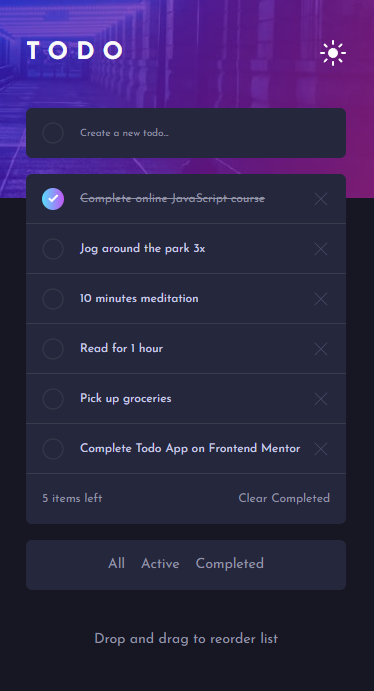 TODO
Create a new todo...
Complete online JavaScript course
Jog around the park 3x
10 minutes meditation
Read for 1 hour
Pick up groceries
Complete Todo App on Frontend Mentor
5 items left Clear Completed
All Active Completed
Drop and drag to reorder list